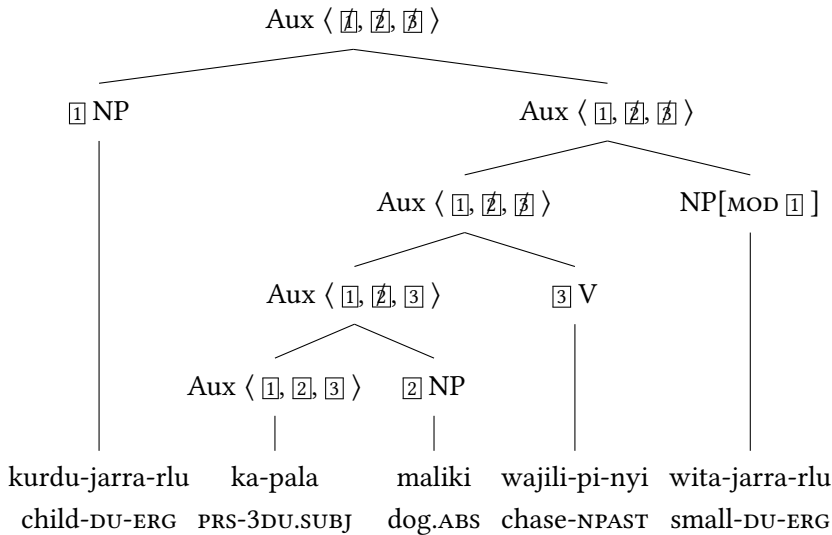 Aux ⟨ 1̸, 2̸, 3̸ ⟩
1 NP
Aux ⟨ 1, 2̸, 3̸ ⟩
Aux ⟨ 1, 2̸, 3̸ ⟩
NP[MOD 1 ]
Aux ⟨ 1, 2̸, 3 ⟩
3 V
Aux ⟨ 1, 2, 3 ⟩
2 NP
kurdu-jarra-rlu ka-pala maliki wajili-pi-nyi wita-jarra-rlu
child-DU-ERG PRS-3DU.SUBJ dog.ABS chase-NPAST small-DU-ERG